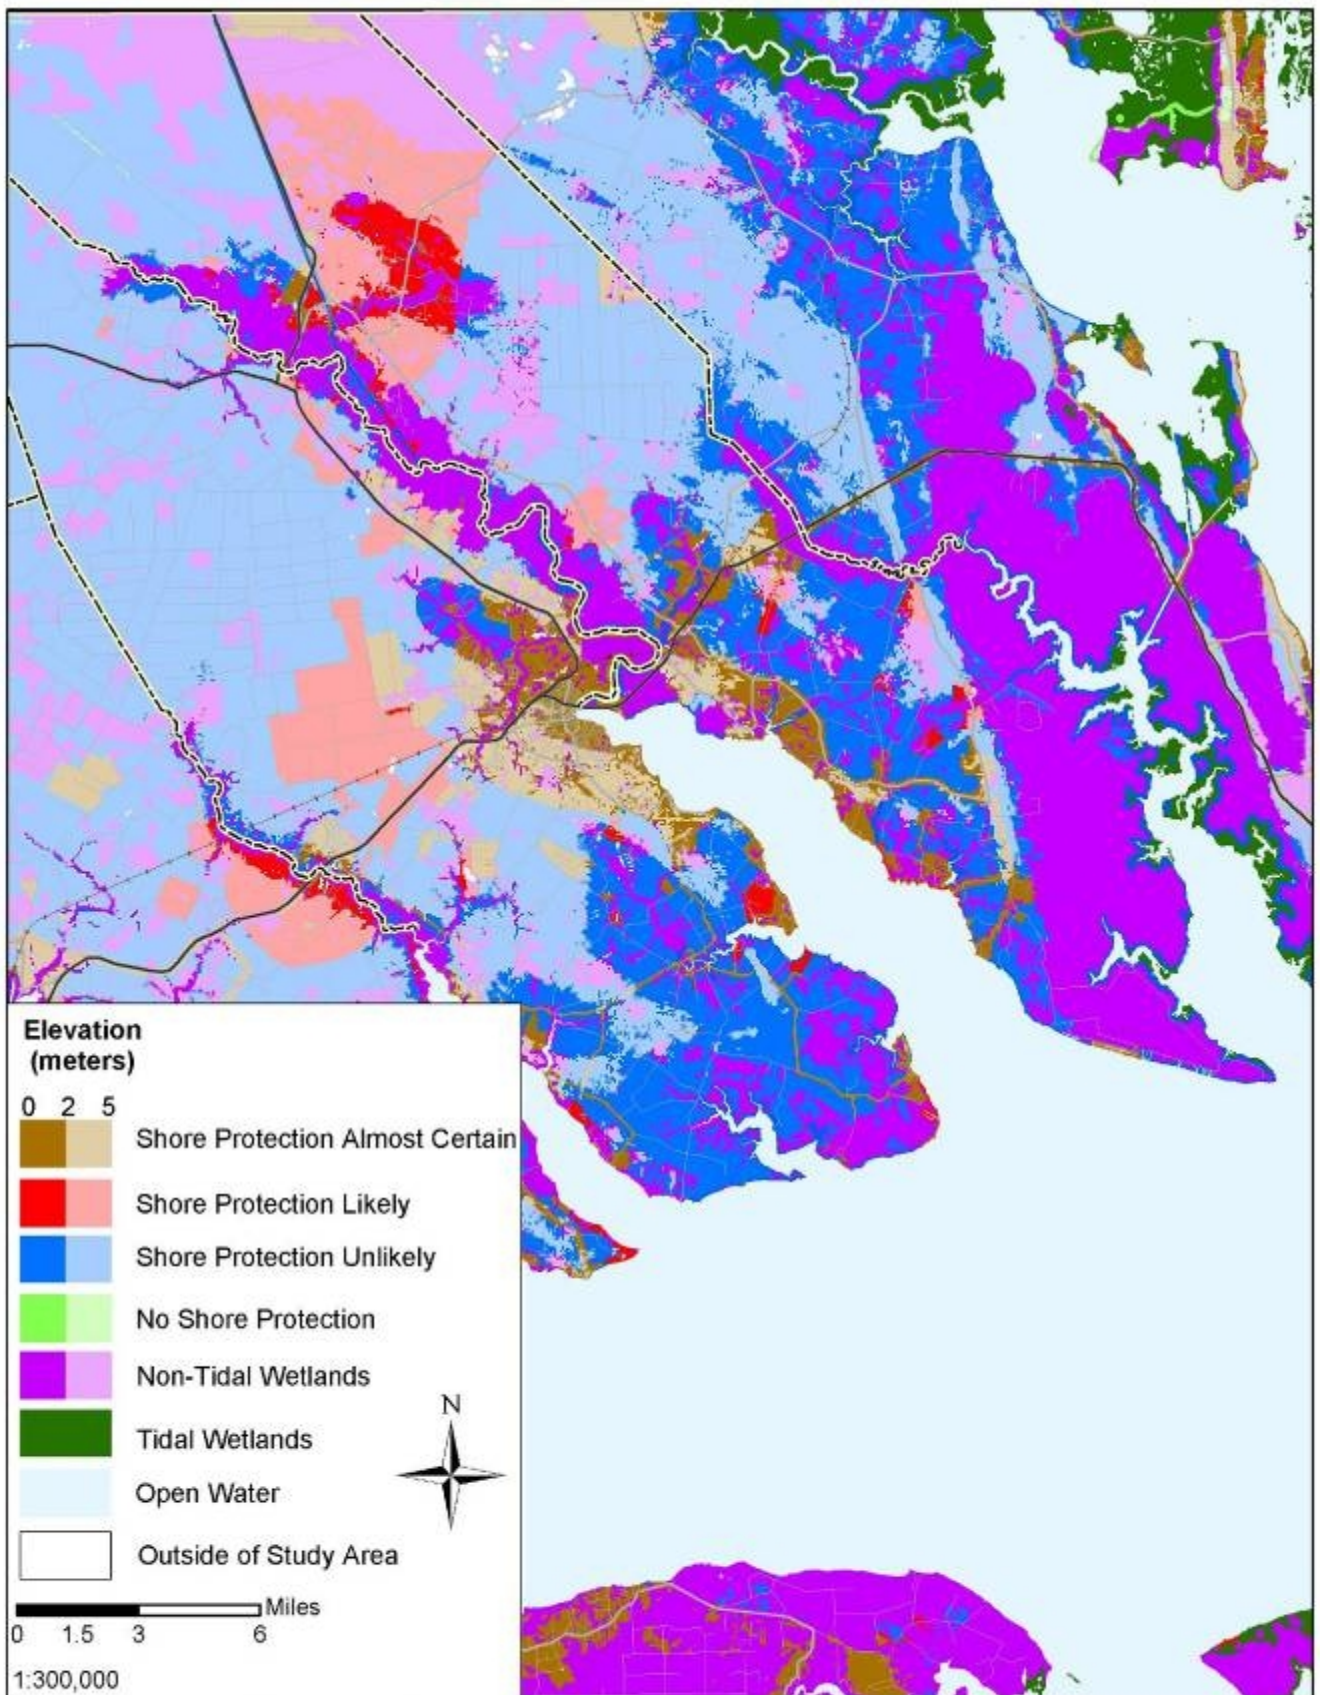 Elevation
(meters)
0 2 5
Shore Protection Almost Certain
Shore Protection Likely
Shore Protection Unlikely
No Shore Protection
Non-Tidal Wetlands
N
Tidal Wetlands
Open Water
Outside of Study Area
Miles
0 1.5 3 6
1:300,000